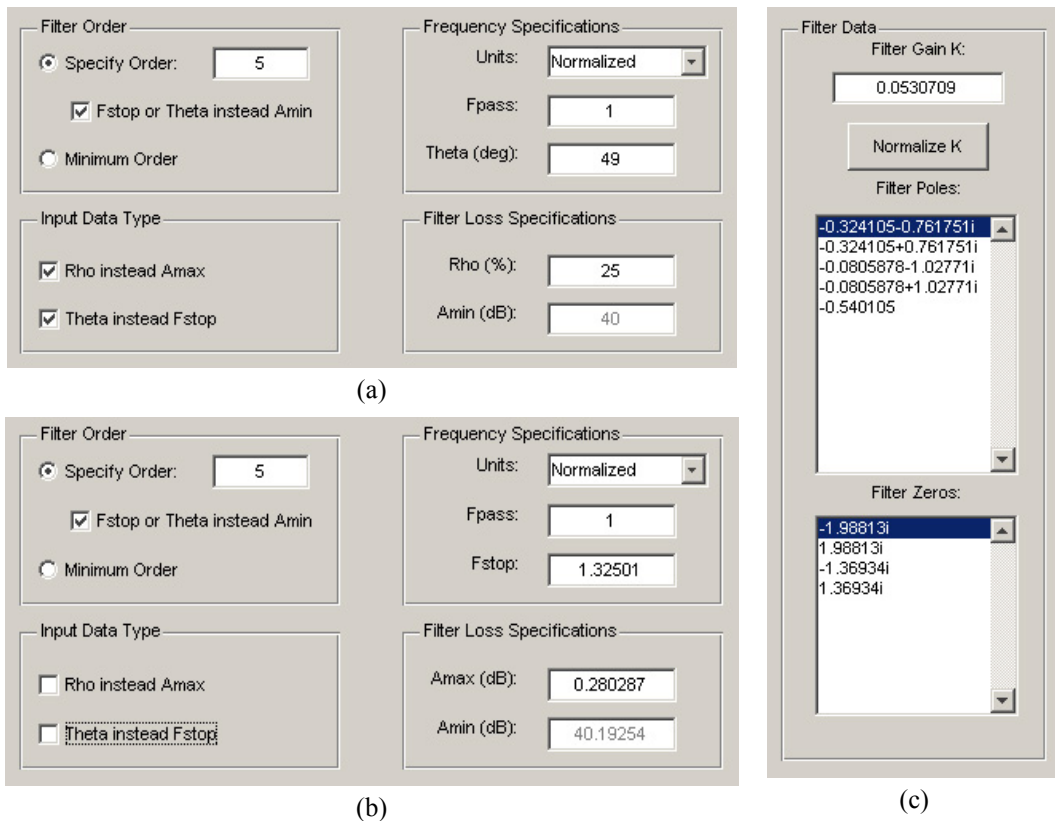 Filter Order
Specify Order: 5
Fstop or Theta instead Amin
Minimum Order
Frequency Specifications
Units: Normalized
Fpass: 1
Theta (deg): 49
Input Data Type
Rho instead Amax
Theta instead Fstop
Filter Loss Specifications
Rho (%): 25
Amin (dB): 40
(a)
Filter Order
Specify Order: 5
Fstop or Theta instead Amin
Minimum Order
Frequency Specifications
Units: Normalized
Fpass: 1
Fstop: 1.32501
Input Data Type
Rho instead Amax
Theta instead Fstop
Filter Loss Specifications
Amax (dB): 0.280287
Amin (dB): 40.19254
(b)
Filter Data
Filter Gain K:
0.0530709
Normalize K
Filter Poles:
-0.324105-0.761751i
-0.324105+0.761751i
-0.0805878-1.02771i
-0.0805878+1.02771i
-0.540105
Filter Zeros:
-1.98813i
1.98813i
-1.36934i
1.36934i
(c)